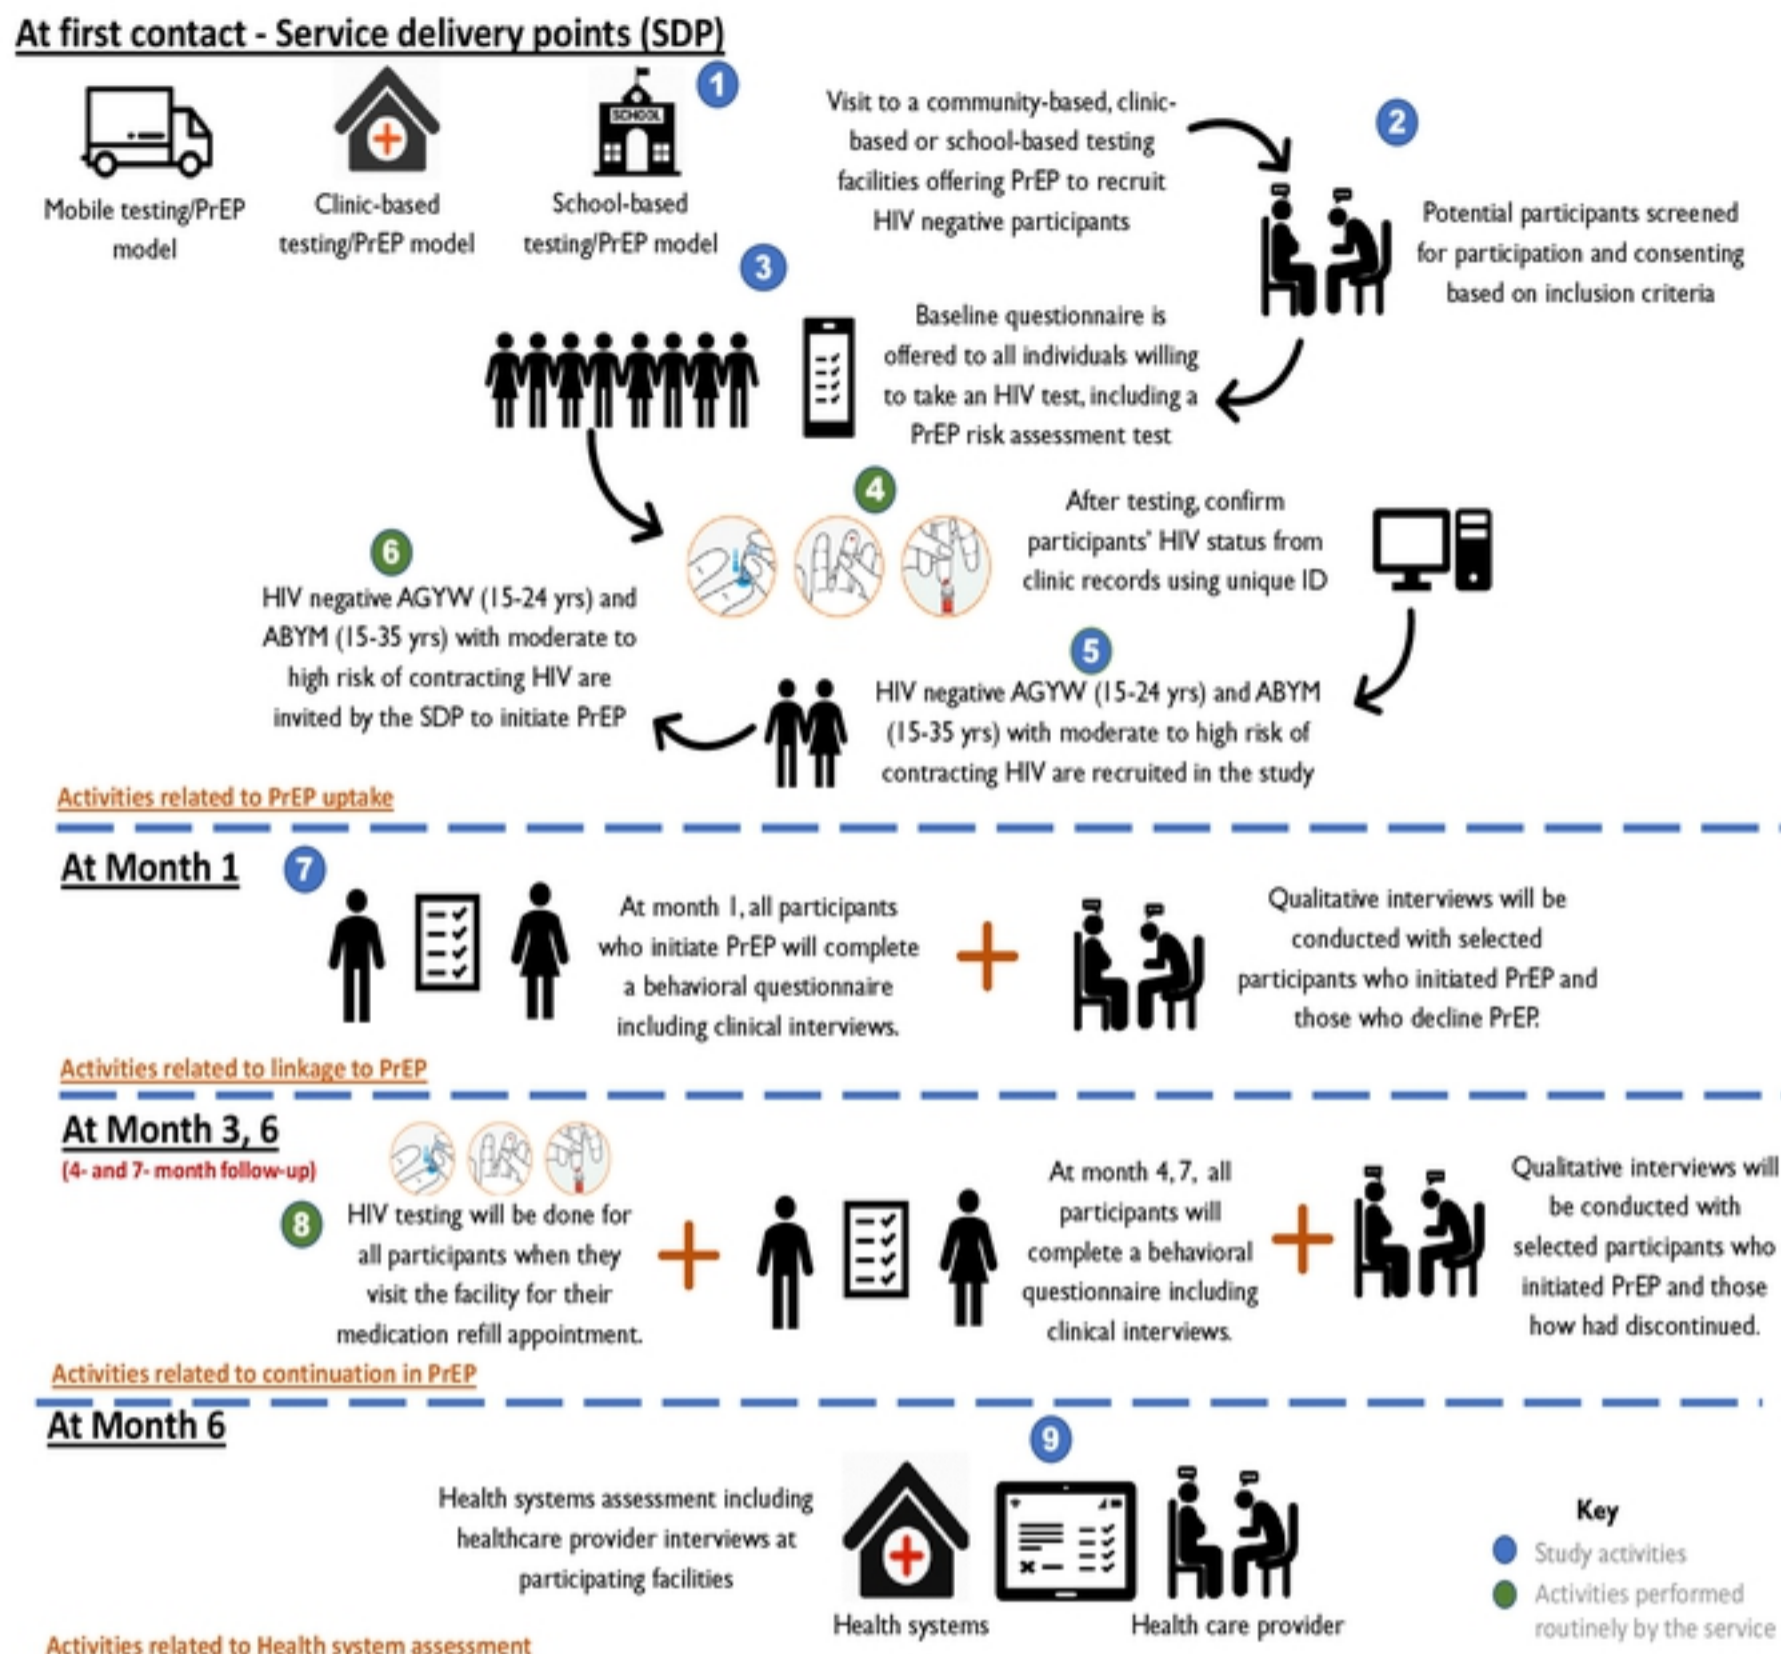 At first contact - Service delivery points (SDP)
1
SCHOOL
Mobile testing/PrEP
model
Clinic-based
testing/PrEP model
School-based
testing/PrEP model
Visit to a community-based, clinic-
based or school-based testing
facilities offering PrEP to recruit
HIV negative participants
2
Potential participants screened
for participation and consenting
based on inclusion criteria
3
Baseline questionnaire is
offered to all individuals willing
to take an HIV test, including a
PrEP risk assessment test
4
After testing, confirm
participants' HIV status from
clinic records using unique ID
5
HIV negative AGYW (15-24 yrs) and ABYM
(15-35 yrs) with moderate to high risk of
contracting HIV are recruited in the study
6
HIV negative AGYW (15-24 yrs) and
ABYM (15-35 yrs) with moderate to
high risk of contracting HIV are
invited by the SDP to initiate PrEP
Activities related to PrEP uptake
At Month 1
7
At month 1, all participants
who initiate PrEP will complete
a behavioral questionnaire
including clinical interviews.
Qualitative interviews will be
conducted with selected
participants who initiated PrEP and
those who decline PrEP.
Activities related to linkage to PrEP
At Month 3, 6
(4- and 7- month follow-up)
8
HIV testing will be done for
all participants when they
visit the facility for their
medication refill appointment.
At month 4, 7, all
participants will
complete a behavioral
questionnaire including
clinical interviews.
Qualitative interviews will
be conducted with
selected participants who
initiated PrEP and those
how had discontinued.
Activities related to continuation in PrEP
At Month 6
9
Health systems assessment including
healthcare provider interviews at
participating facilities
Health systems
Health care provider
Key
Study activities
Activities performed
routinely by the service
Activities related to Health system assessment